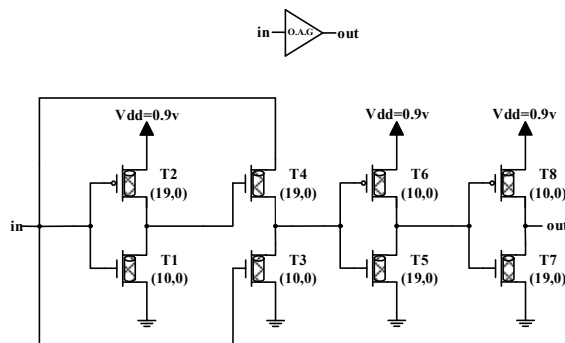 in O.A.G out
Vdd=0.9v Vdd=0.9v Vdd=0.9v
T2 T4 T6 T8
(19,0) (19,0) (10,0) (10,0)
in out
T1 T3 T5 T7
(10,0) (10,0) (19,0) (19,0)